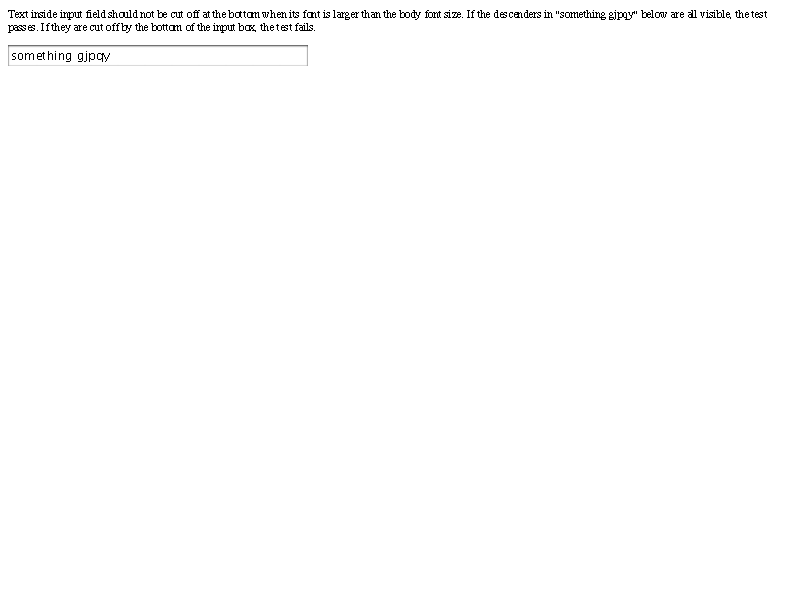 Text inside input field should not be cut off at the bottom when its font is larger than the body font size. If the descenders in "something gjpqy" below are all visible, the test
passes. If they are cut off by the bottom of the input box, the test fails.
something gjpqy